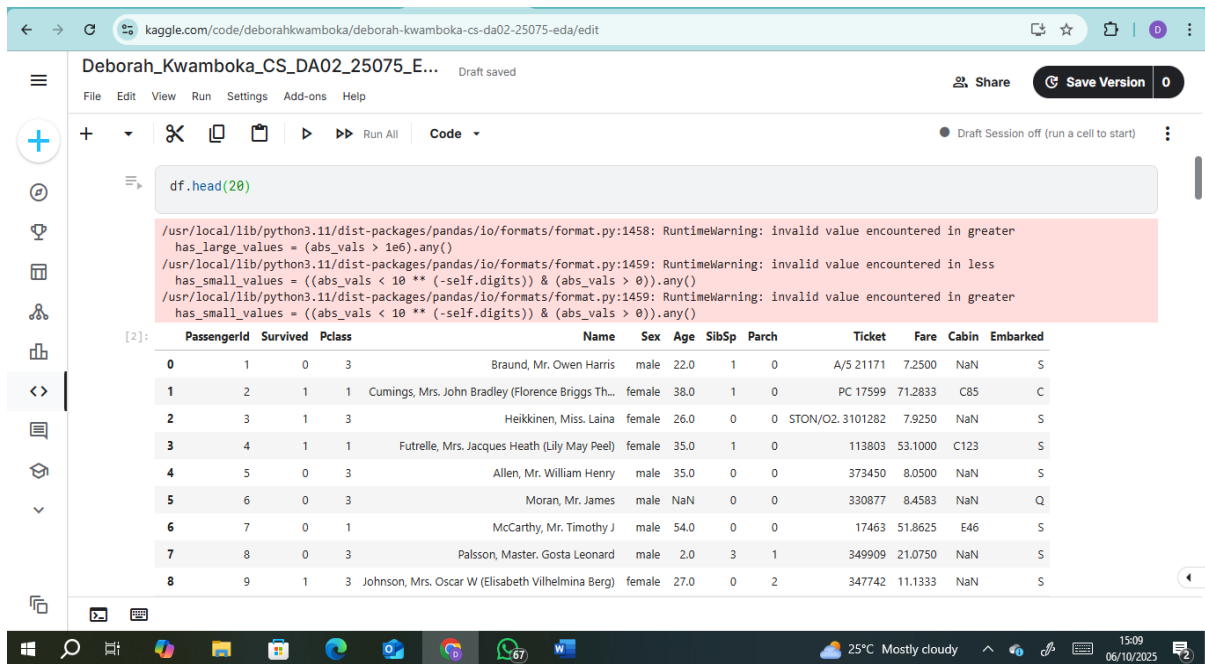 kaggle.com/code/deborahkwamboka/deborah-kwamboka-cs-da02-25075-eda/edit
D
Deborah_Kwamboka_CS_DA02_25075_E... Draft saved
Share
Save Version 0
File Edit View Run Settings Add-ons Help
Run All Code
Draft Session off (run a cell to start)
df.head(20)
/usr/local/lib/python3.11/dist-packages/pandas/io/formats/format.py:1458: RuntimeWarning: invalid value encountered in greater
has_large_values = (abs_vals > 1e6).any()
/usr/local/lib/python3.11/dist-packages/pandas/io/formats/format.py:1459: RuntimeWarning: invalid value encountered in less
has_small_values = ((abs_vals < 10 ** (-self.digits)) & (abs_vals > 0)).any()
/usr/local/lib/python3.11/dist-packages/pandas/io/formats/format.py:1459: RuntimeWarning: invalid value encountered in greater
has_small_values = ((abs_vals < 10 ** (-self.digits)) & (abs_vals > 0)).any()
[2]: PassengerId Survived Pclass Name Sex Age SibSp Parch Ticket Fare Cabin Embarked
0 1 0 3 Braund, Mr. Owen Harris male 22.0 1 0 A/5 21171 7.2500 NaN S
1 2 1 1 Cumings, Mrs. John Bradley (Florence Briggs Th... female 38.0 1 0 PC 17599 71.2833 C85 C
2 3 1 3 Heikkinen, Miss. Laina female 26.0 0 0 STON/O2. 3101282 7.9250 NaN S
3 4 1 1 Futrelle, Mrs. Jacques Heath (Lily May Peel) female 35.0 1 0 113803 53.1000 C123 S
4 5 0 3 Allen, Mr. William Henry male 35.0 0 0 373450 8.0500 NaN S
5 6 0 3 Moran, Mr. James male NaN 0 0 330877 8.4583 NaN Q
6 7 0 1 McCarthy, Mr. Timothy J male 54.0 0 0 17463 51.8625 E46 S
7 8 0 3 Palsson, Master. Gosta Leonard male 2.0 3 1 349909 21.0750 NaN S
8 9 1 3 Johnson, Mrs. Oscar W (Elisabeth Vilhelmina Berg) female 27.0 0 2 347742 11.1333 NaN S
67
25°C Mostly cloudy
15:09
06/10/2025
2